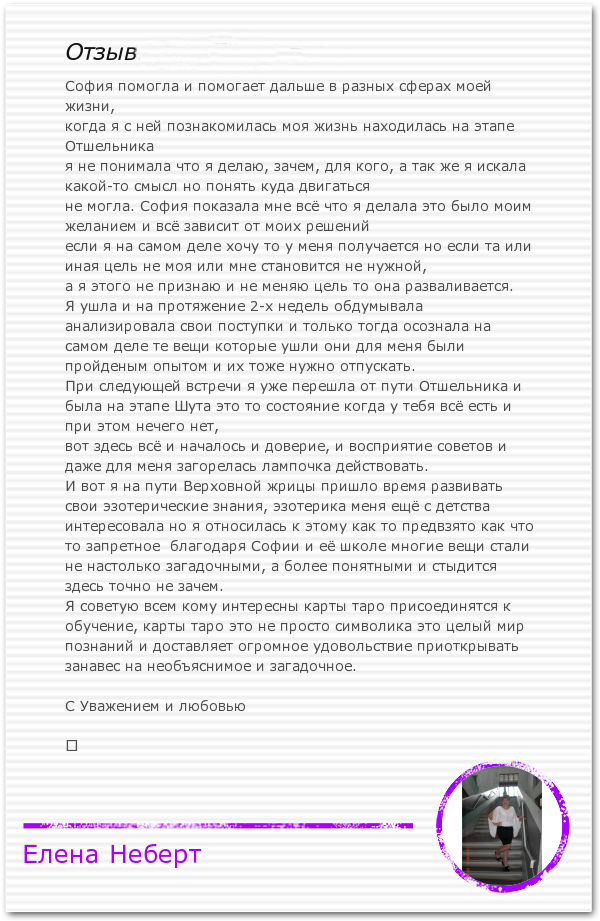 Отзыв
София помогла и помогает дальше в разных сферах моей
жизни,
когда я с ней познакомилась моя жизнь находилась на этапе
Отшельника
я не понимала что я делаю, зачем, для кого, а так же я искала
какой-то смысл но понять куда двигаться
не могла. София показала мне всё что я делала это было моим
желанием и всё зависит от моих решений
если я на самом деле хочу то у меня получается но если та или
иная цель не моя или мне становится не нужной,
а я этого не признаю и не меняю цель то она разваливается.
Я ушла и на протяжение 2-х недель обдумывала
анализировала свои поступки и только тогда осознала на
самом деле те вещи которые ушли они для меня были
пройденым опытом и их тоже нужно отпускать.
При следующей встречи я уже перешла от пути Отшельника и
была на этапе Шута это то состояние когда у тебя всё есть и
при этом нечего нет,
вот здесь всё и началось и доверие, и восприятие советов и
даже для меня загорелась лампочка действовать.
И вот я на пути Верховной жрицы пришло время развивать
свои эзотерические знания, эзотерика меня ещё с детства
интересовала но я относилась к этому как то предвзято как что
то запретное  благодаря Софии и её школе многие вещи стали
не настолько загадочными, а более понятными и стыдится
здесь точно не зачем.
Я советую всем кому интересны карты таро присоединятся к
обучению, карты таро это не просто символика это целый мир
познаний и доставляет огромное удовольствие приоткрывать
занавес на необъяснимое и загадочное.
С Уважением и любовью
Елена Неберт